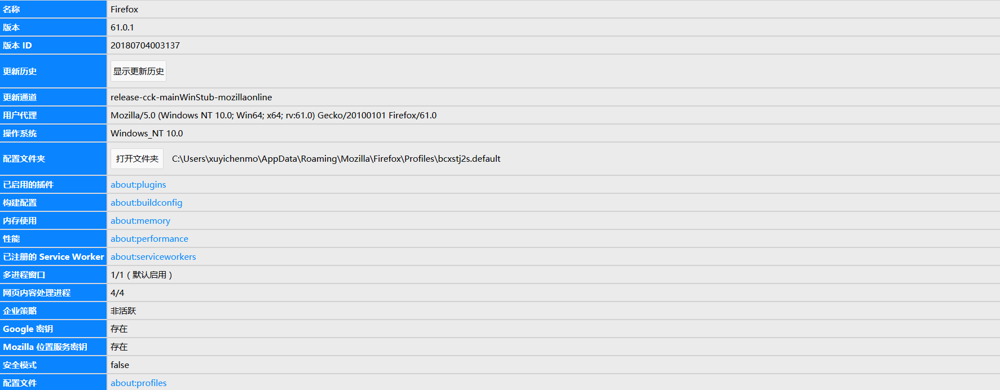 名称 Firefox
版本 61.0.1
版本 ID 20180704003137
更新历史 显示更新历史
更新通道 release-cck-mainWinStub-mozillaonline
用户代理 Mozilla/5.0 (Windows NT 10.0; Win64; x64; rv:61.0) Gecko/20100101 Firefox/61.0
操作系统 Windows_NT 10.0
配置文件夹 打开文件夹 C:\Users\xuyichenmo\AppData\Roaming\Mozilla\Firefox\Profiles\bcxstj2s.default
已启用的插件 about:plugins
构建配置 about:buildconfig
内存使用 about:memory
性能 about:performance
已注册的 Service Worker about:serviceworkers
多进程窗口 1/1（默认启用）
网页内容处理进程 4/4
企业策略 非活跃
Google 密钥 存在
Mozilla 位置服务密钥 存在
安全模式 false
配置文件 about:profiles